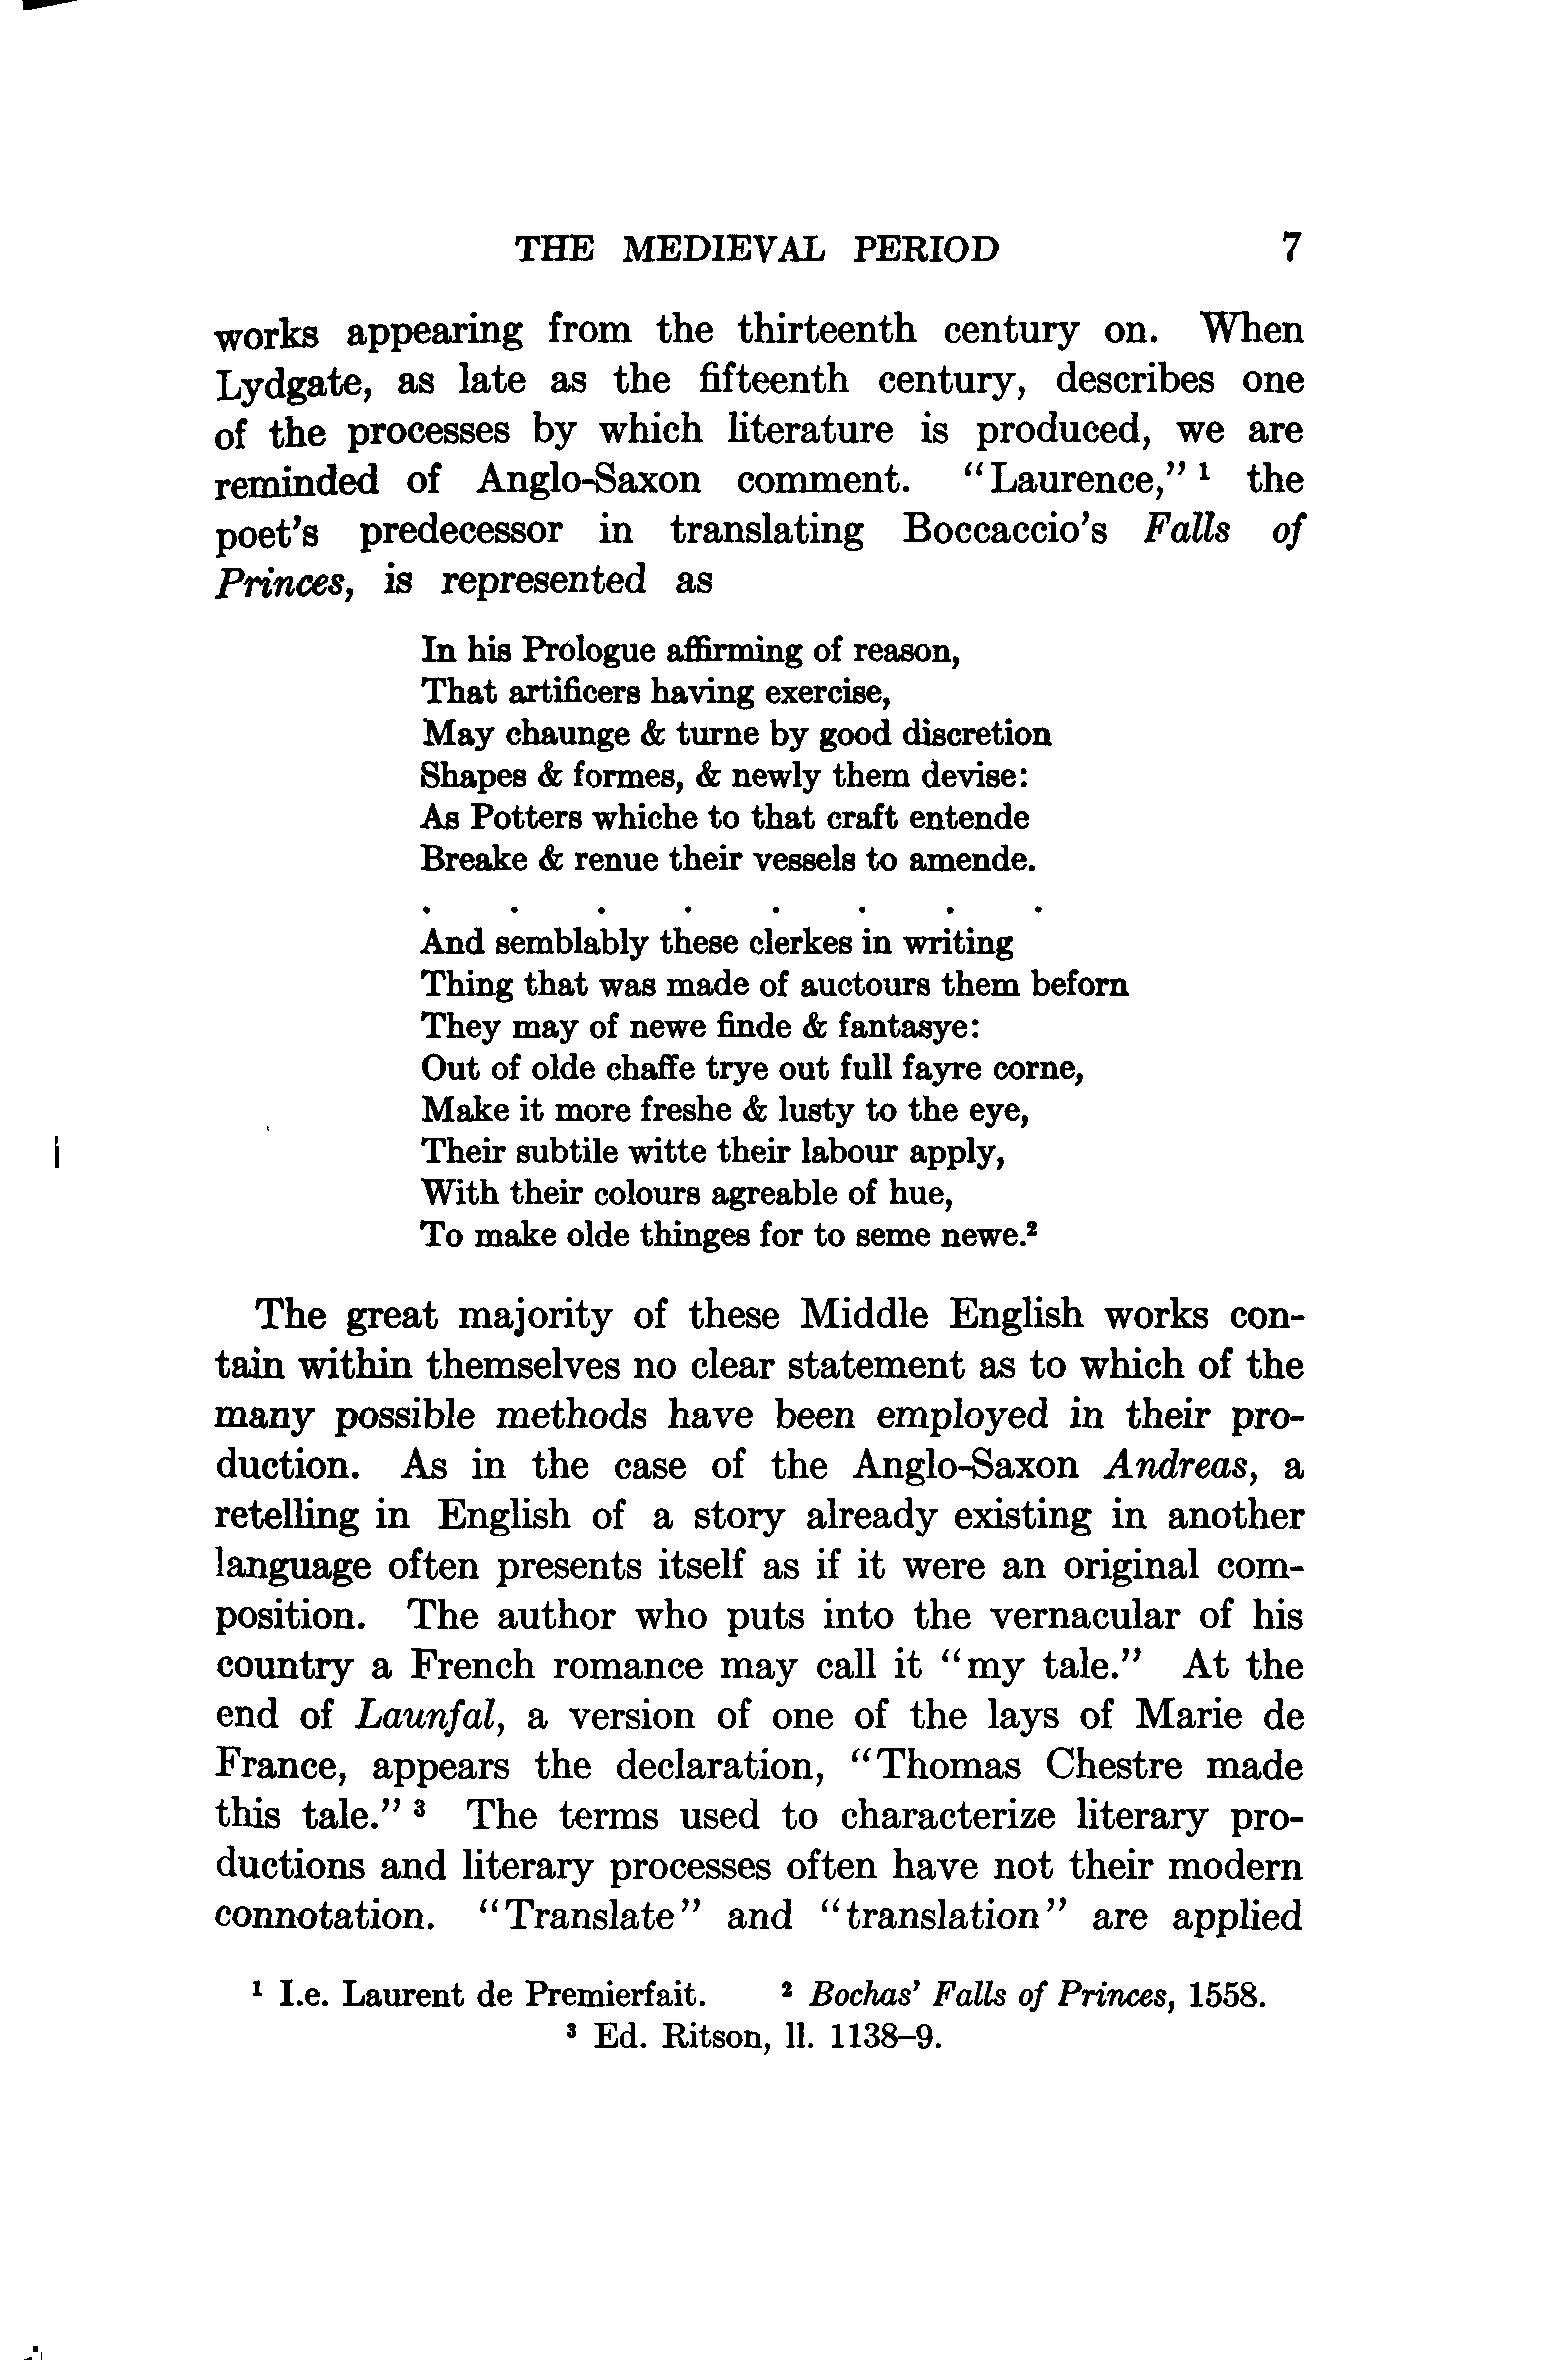 THE MEDIEVAL PERIOD 7
works appearing from the thirteenth century on. When
Lydgate, as late as the fifteenth century, describes one
of the processes by which literature is produced, we are
reminded of Anglo-Saxon comment. "Laurence," ¹ the
poet's predecessor in translating Boccaccio's Falls of
Princes, is represented as
In his Prologue affirming of reason,
That artificers having exercise,
May chaunge & turne by good discretion
Shapes & formes, & newly them devise:
As Potters whiche to that craft entende
Breake & renue their vessels to amende.
. . . . . . . .
And semblably these clerkes in writing
Thing that was made of auctours them beforn
They may of newe finde & fantasye:
Out of olde chaffe trye out full fayre corne,
Make it more freshe & lusty to the eye,
Their subtile witte their labour apply,
With their colours agreable of hue,
To make olde thinges for to seme newe.²
The great majority of these Middle English works con-
tain within themselves no clear statement as to which of the
many possible methods have been employed in their pro-
duction. As in the case of the Anglo-Saxon Andreas, a
retelling in English of a story already existing in another
language often presents itself as if it were an original com-
position. The author who puts into the vernacular of his
country a French romance may call it "my tale." At the
end of Launfal, a version of one of the lays of Marie de
France, appears the declaration, "Thomas Chestre made
this tale." ³ The terms used to characterize literary pro-
ductions and literary processes often have not their modern
connotation. "Translate" and "translation" are applied
¹ I.e. Laurent de Premierfait. ² Bochas' Falls of Princes, 1558.
³ Ed. Ritson, ll. 1138–9.